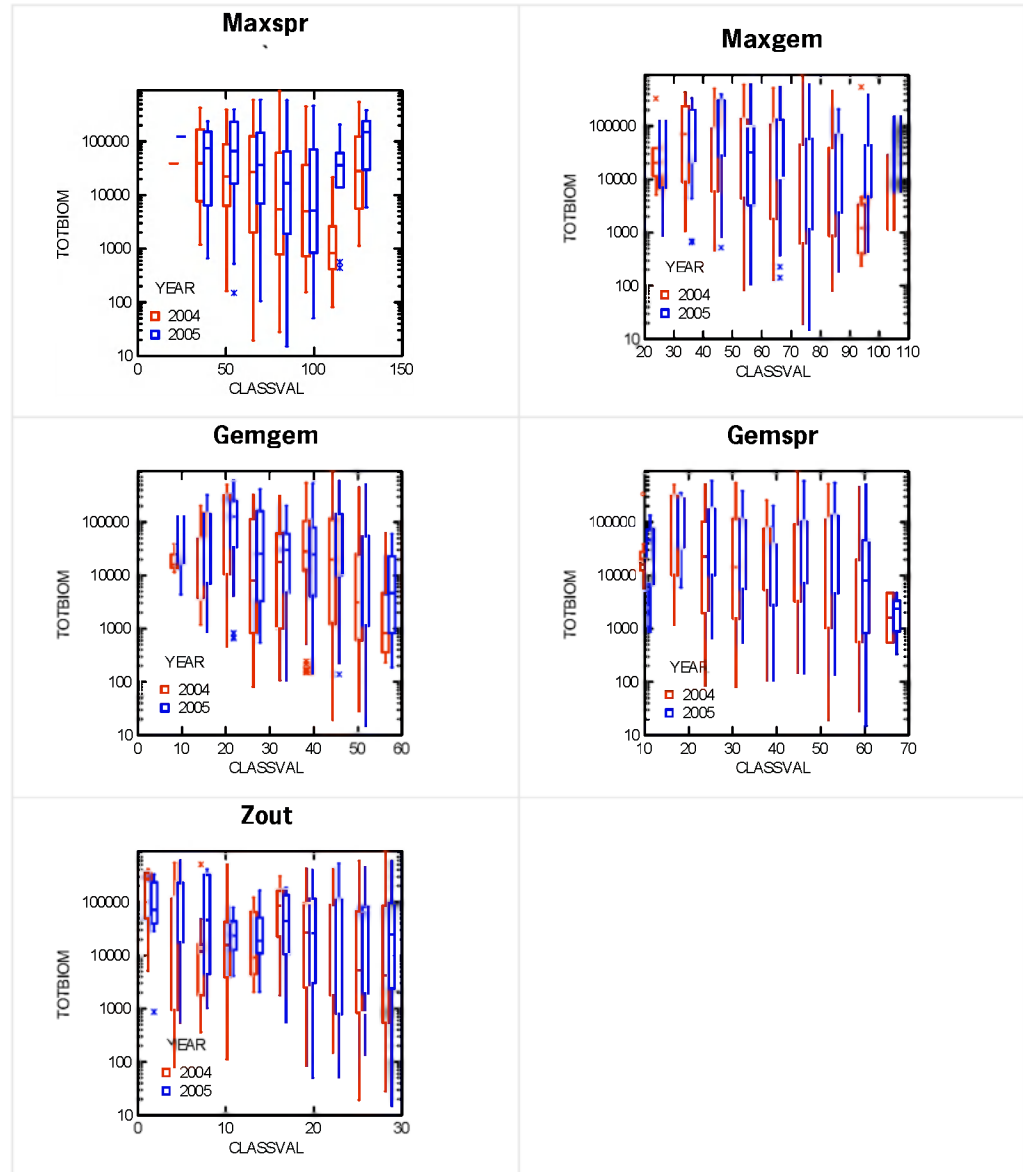 Maxspr
TOTBIOM
100000
10000
1000
100
10
YEAR
2004
2005
0
50
100
150
CLASSVAL
Maxgem
TOTBIOM
100000
10000
1000
100
10
YEAR
2004
2005
20 30 40 50 60 70 80 90 100 110
CLASSVAL
Gemgem
TOTBIOM
100000
10000
1000
100
10
YEAR
2004
2005
0 10 20 30 40 50 60
CLASSVAL
Gemspr
TOTBIOM
100000
10000
1000
100
10
YEAR
2004
2005
10 20 30 40 50 60 70
CLASSVAL
Zout
TOTBIOM
100000
10000
1000
100
10
YEAR
2004
2005
0 10 20 30
CLASSVAL